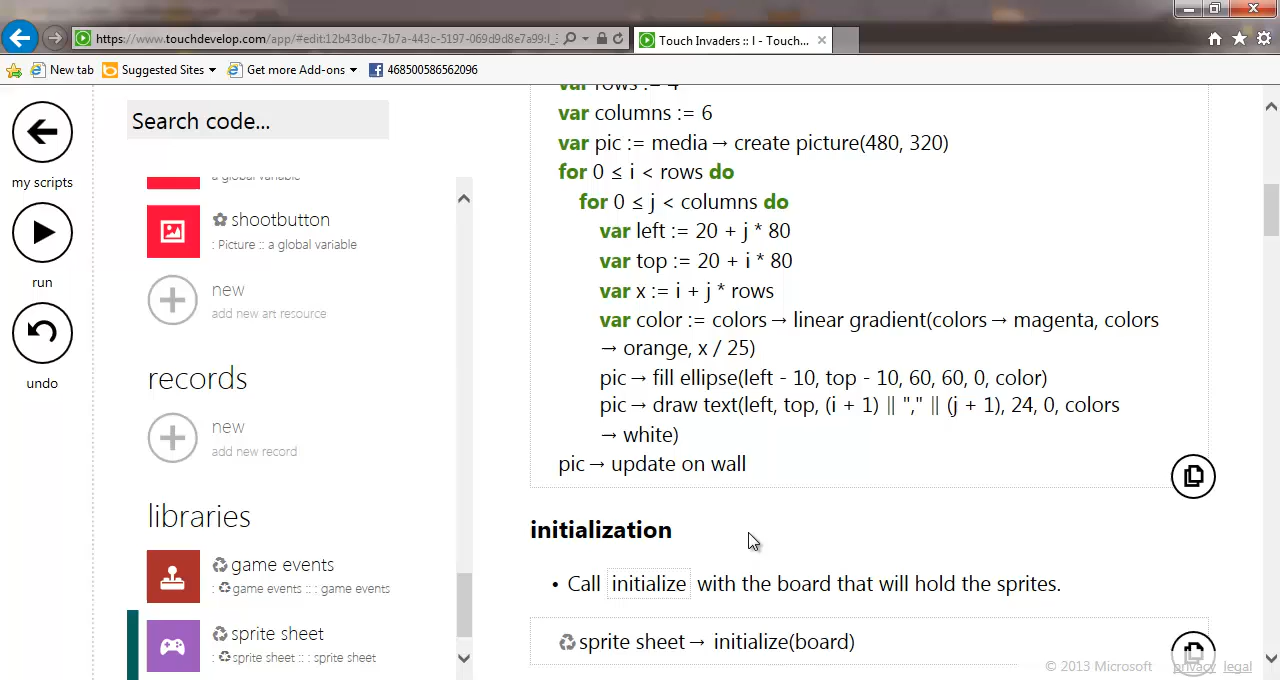 https://www.touchdevelop.com/app/#edit:12b43dbc-7b7a-443c-5197-069d9d8e7a99:l_
Touch Invaders :: I - Touch...
New tab
Suggested Sites
Get more Add-ons
468500586562096
my scripts
run
undo
Search code...
a global variable
shootbutton
: Picture :: a global variable
new
add new art resource
records
new
add new record
libraries
game events
: game events :: : game events
sprite sheet
: sprite sheet :: : sprite sheet
var rows := 4
var columns := 6
var pic := media → create picture(480, 320)
for 0 ≤ i < rows do
for 0 ≤ j < columns do
var left := 20 + j * 80
var top := 20 + i * 80
var x := i + j * rows
var color := colors → linear gradient(colors → magenta, colors
→ orange, x / 25)
pic → fill ellipse(left - 10, top - 10, 60, 60, 0, color)
pic → draw text(left, top, (i + 1) || "," || (j + 1), 24, 0, colors
→ white)
pic → update on wall
initialization
• Call initialize with the board that will hold the sprites.
sprite sheet → initialize(board)
© 2013 Microsoft privacy legal